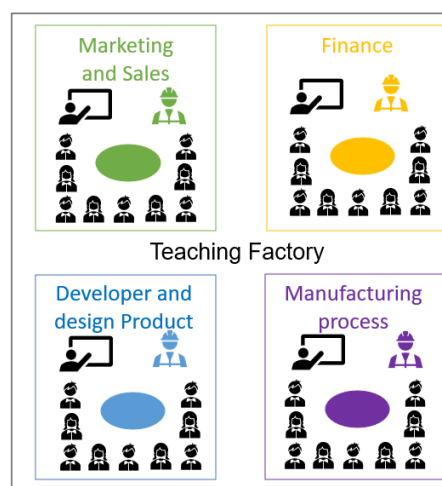 Marketing
and Sales
Finance
Teaching Factory
Developer and
design Product
Manufacturing
process